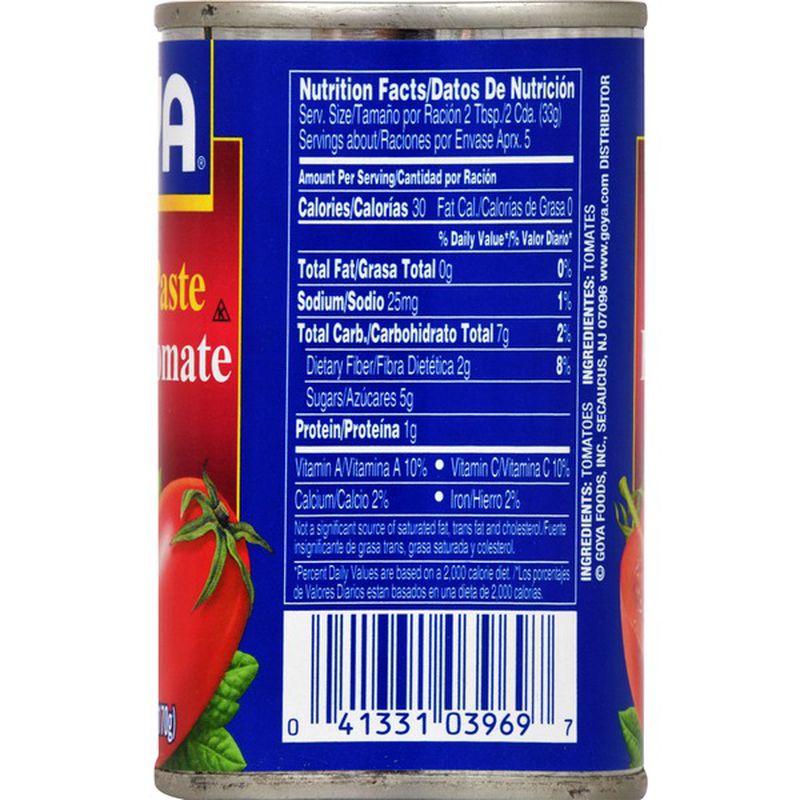 YA®
Paste
omate
K
170g)
Nutrition Facts/Datos De Nutrición
Serv. Size/Tamaño por Ración 2 Tbsp./2 Cda. (33g)
Servings about/Raciones por Envase Aprx. 5
Amount Per Serving/Cantidad por Ración
Calories/Calorías 30 Fat Cal./Calorías de Grasa 0
% Daily Value*/% Valor Diario*
Total Fat/Grasa Total 0g 0%
Sodium/Sodio 25mg 1%
Total Carb./Carbohidrato Total 7g 2%
Dietary Fiber/Fibra Dietética 2g 8%
Sugars/Azúcares 5g
Protein/Proteína 1g
Vitamin A/Vitamina A 10% • Vitamin C/Vitamina C 10%
Calcium/Calcio 2% • Iron/Hierro 2%
Not a significant source of saturated fat, trans fat and cholesterol./Fuente
insignificante de grasa trans, grasa saturada y colesterol.
*Percent Daily Values are based on a 2,000 calorie diet. /*Los porcentajes
de Valores Diarios estan basados en una dieta de 2,000 calorías.
INGREDIENTS: TOMATOES INGREDIENTES: TOMATES
© GOYA FOODS, INC., SECAUCUS, NJ 07096 www.goya.com DISTRIBUTOR
0 41331 03969 7